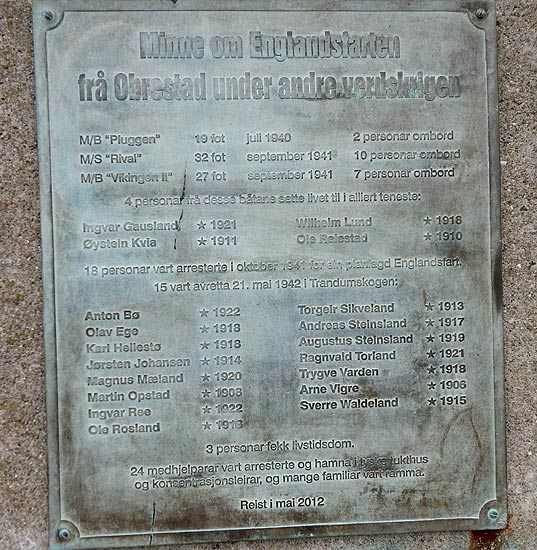 Minne om Englandsfarten
frå Obrestad under andre verdskrigen
M/B "Pluggen" 19 fot juli 1940 2 personar ombord
M/S "Rival" 32 fot september 1941 10 personar ombord
M/B "Vikingen II" 27 fot september 1941 7 personar ombord
4 personar frå desse båtane sette livet til i alliert teneste:
Ingvar Gausland ★ 1921 Wilhelm Lund ★ 1918
Øystein Kvia ★ 1911 Ole Reiestad ★ 1910
18 personar vart arresterte i oktober 1941 for ein planlagd Englandsfart.
15 vart avretta 21. mai 1942 i Trandumskogen:
Anton Bø ★ 1922 Torgeir Sikveland ★ 1913
Olav Ege ★ 1918 Andreas Steinsland ★ 1917
Karl Hellestø ★ 1918 Augustus Steinsland ★ 1919
Jørsten Johansen ★ 1914 Ragnvald Torland ★ 1921
Magnus Mæland ★ 1920 Trygve Varden ★ 1918
Martin Opstad ★ 1908 Arne Vigre ★ 1906
Ingvar Ree ★ 1922 Sverre Waldeland ★ 1915
Ole Rosland ★ 1918
3 personar fekk livstidsdom.
24 medhjelparar vart arresterte og hamna i tyske tukthus
og konsentrasjonsleirar, og mange familiar vart ramma.
Reist i mai 2012